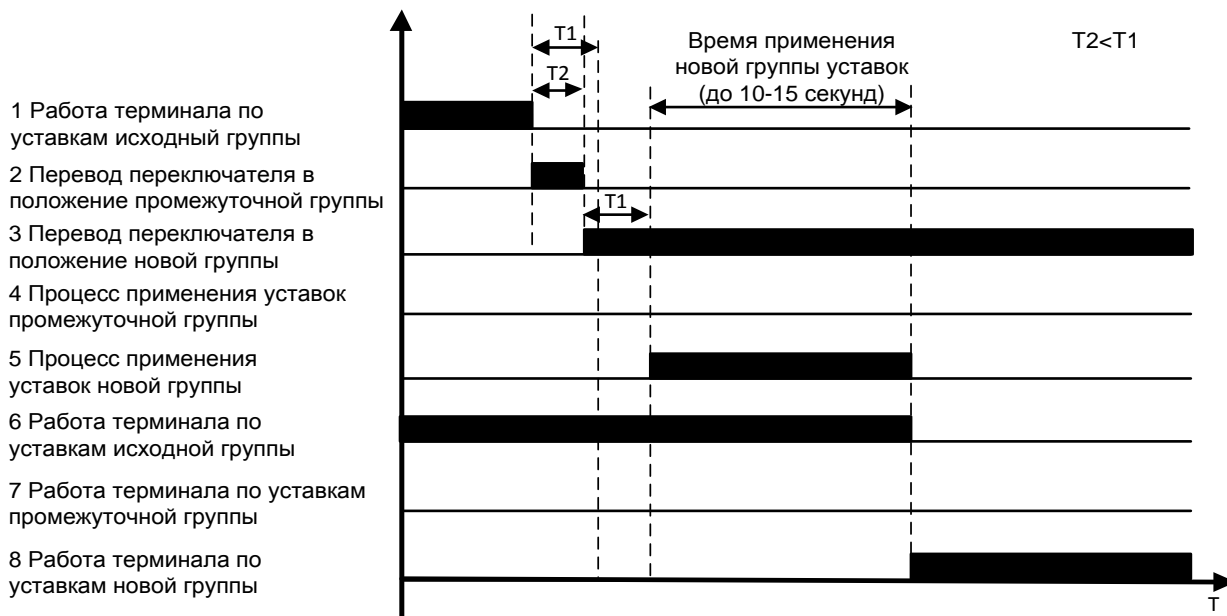 T1
T2
Время применения
новой группы уставок
(до 10-15 секунд)
T2<T1
1 Работа терминала по
уставкам исходный группы
2 Перевод переключателя в
положение промежуточной группы
T1
3 Перевод переключателя в
положение новой группы
4 Процесс применения уставок
промежуточной группы
5 Процесс применения
уставок новой группы
6 Работа терминала по
уставкам исходной группы
7 Работа терминала по уставкам
промежуточной группы
8 Работа терминала по
уставкам новой группы
T